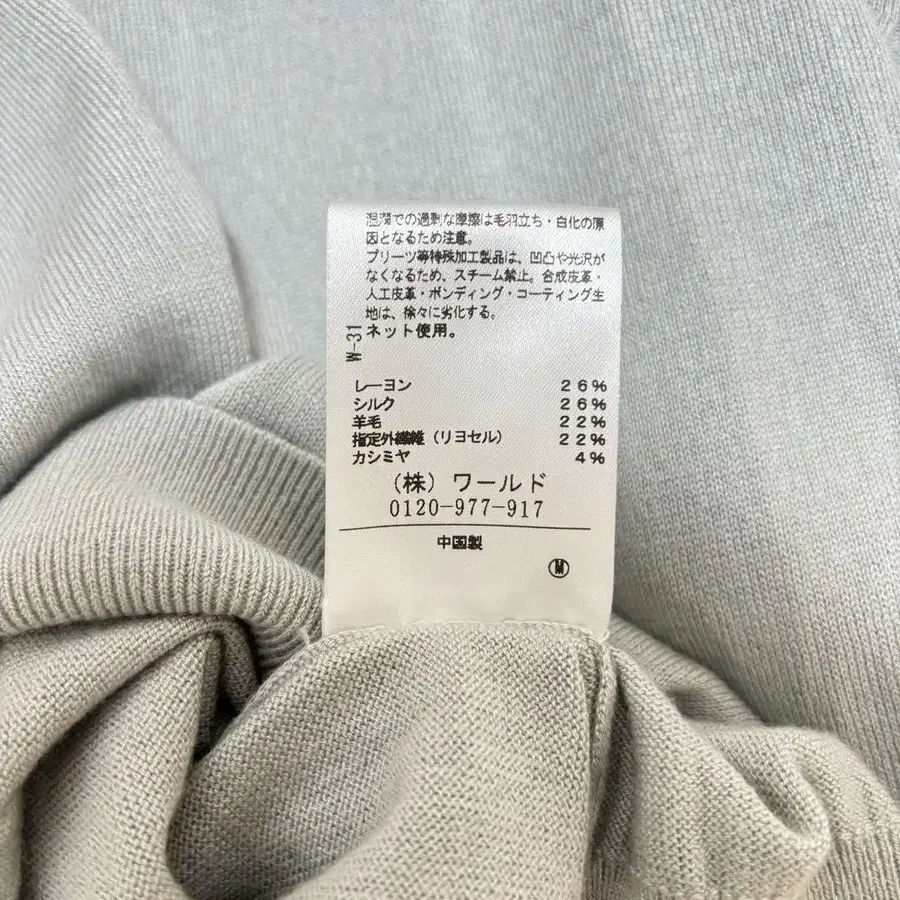 湿潤での過剰な摩擦は毛羽立ち・白化の原
因となるため注意。
プリーツ等特殊加工製品は、凹凸や光沢が
なくなるため、スチーム禁止。合成皮革・
人工皮革・ボンディング・コーティング生
地は、徐々に劣化する。
ネット使用。
W-31
レーヨン 26%
シルク 26%
羊毛 22%
指定外繊維（リヨセル） 22%
カシミヤ 4%
（株）ワールド
0120-977-917
中国製
Ⓜ